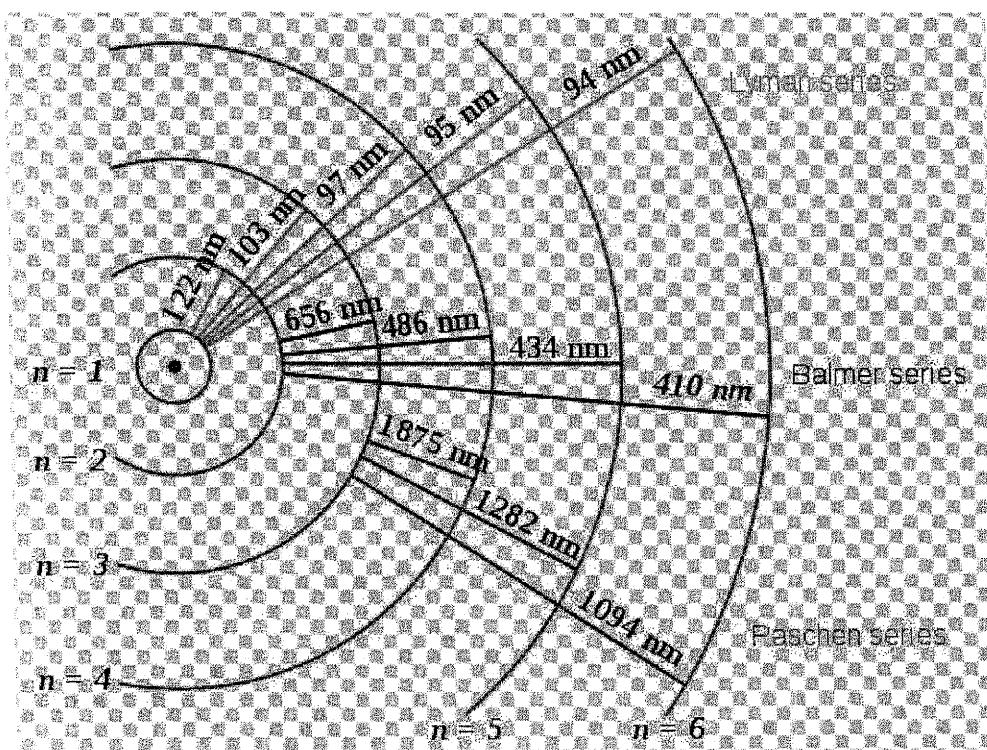 94 nm
95 nm
97 nm
103 nm
122 nm
Lyman series
656 nm
486 nm
434 nm
410 nm
Balmer series
1875 nm
1282 nm
1094 nm
Paschen series
n = 1
n = 2
n = 3
n = 4
n = 5
n = 6